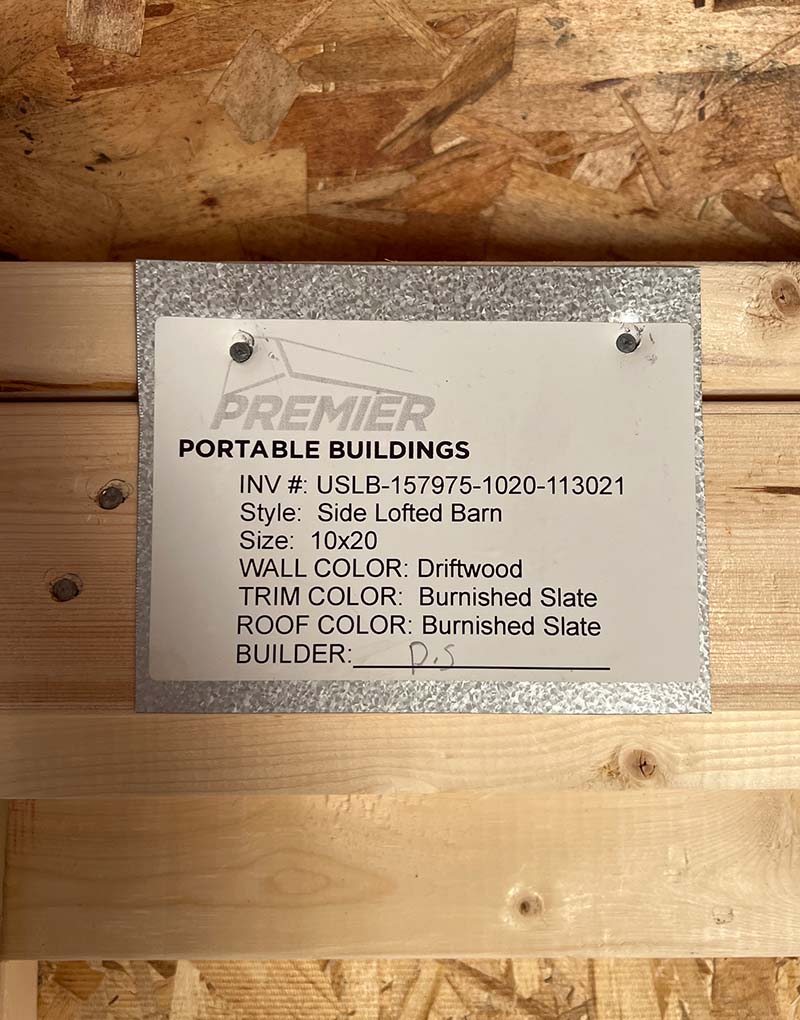 PREMIER
PORTABLE BUILDINGS
INV #: USLB-157975-1020-113021
Style: Side Lofted Barn
Size: 10x20
WALL COLOR: Driftwood
TRIM COLOR: Burnished Slate
ROOF COLOR: Burnished Slate
BUILDER: D.S